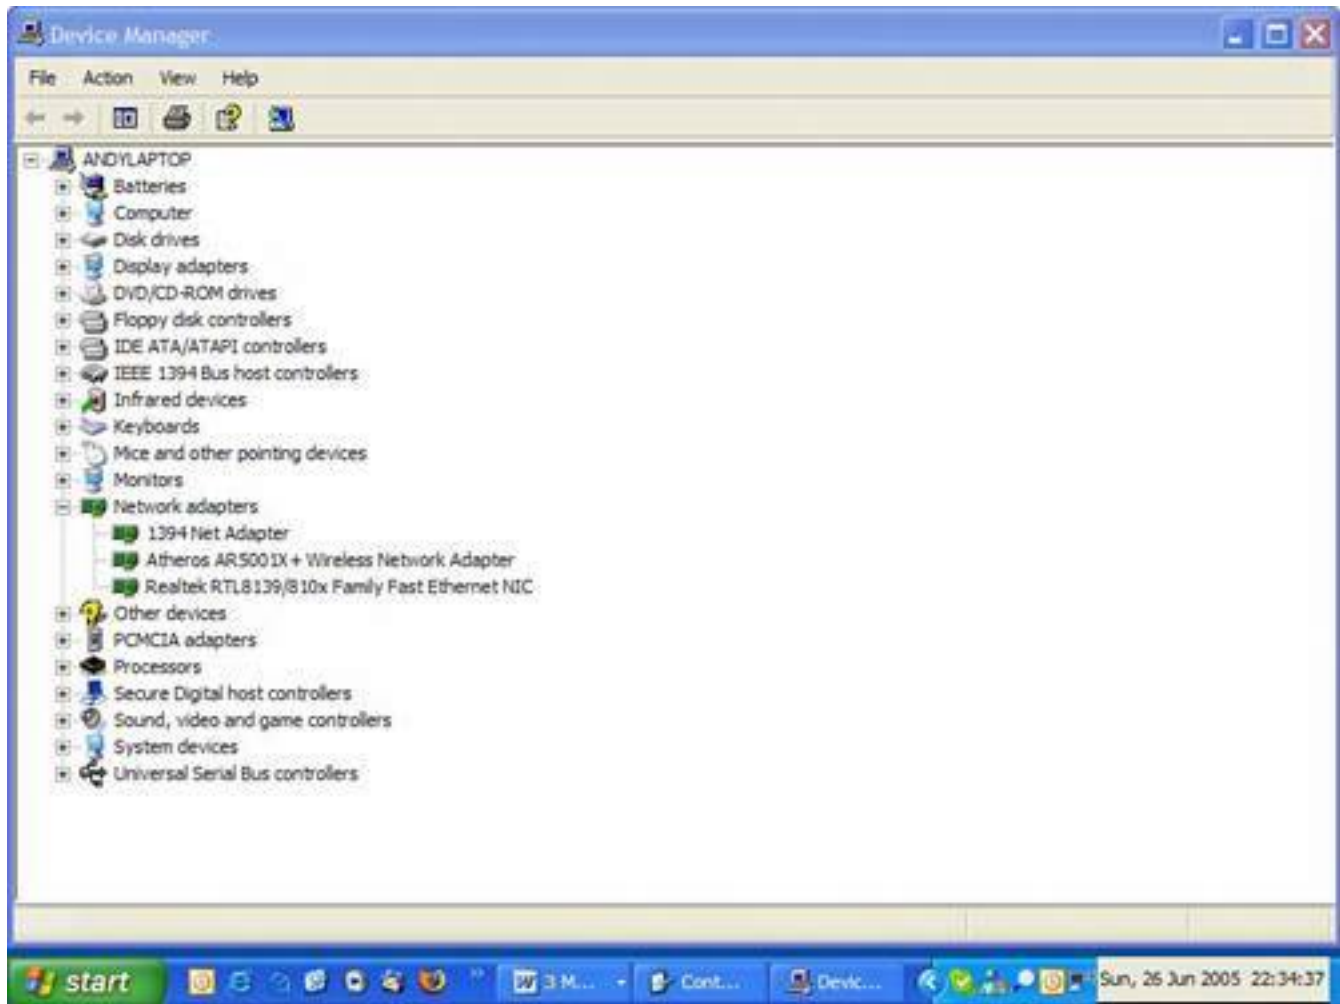 Device Manager
File Action View Help
ANDYLAPTOP
Batteries
Computer
Disk drives
Display adapters
DVD/CD-ROM drives
Floppy disk controllers
IDE ATA/ATAPI controllers
IEEE 1394 Bus host controllers
Infrared devices
Keyboards
Mice and other pointing devices
Monitors
Network adapters
1394 Net Adapter
Atheros AR5001X+ Wireless Network Adapter
Realtek RTL8139/810x Family Fast Ethernet NIC
Other devices
PCMCIA adapters
Processors
Secure Digital host controllers
Sound, video and game controllers
System devices
Universal Serial Bus controllers
start 3 M... Cont... Devic... Sun, 26 Jun 2005 22:34:37